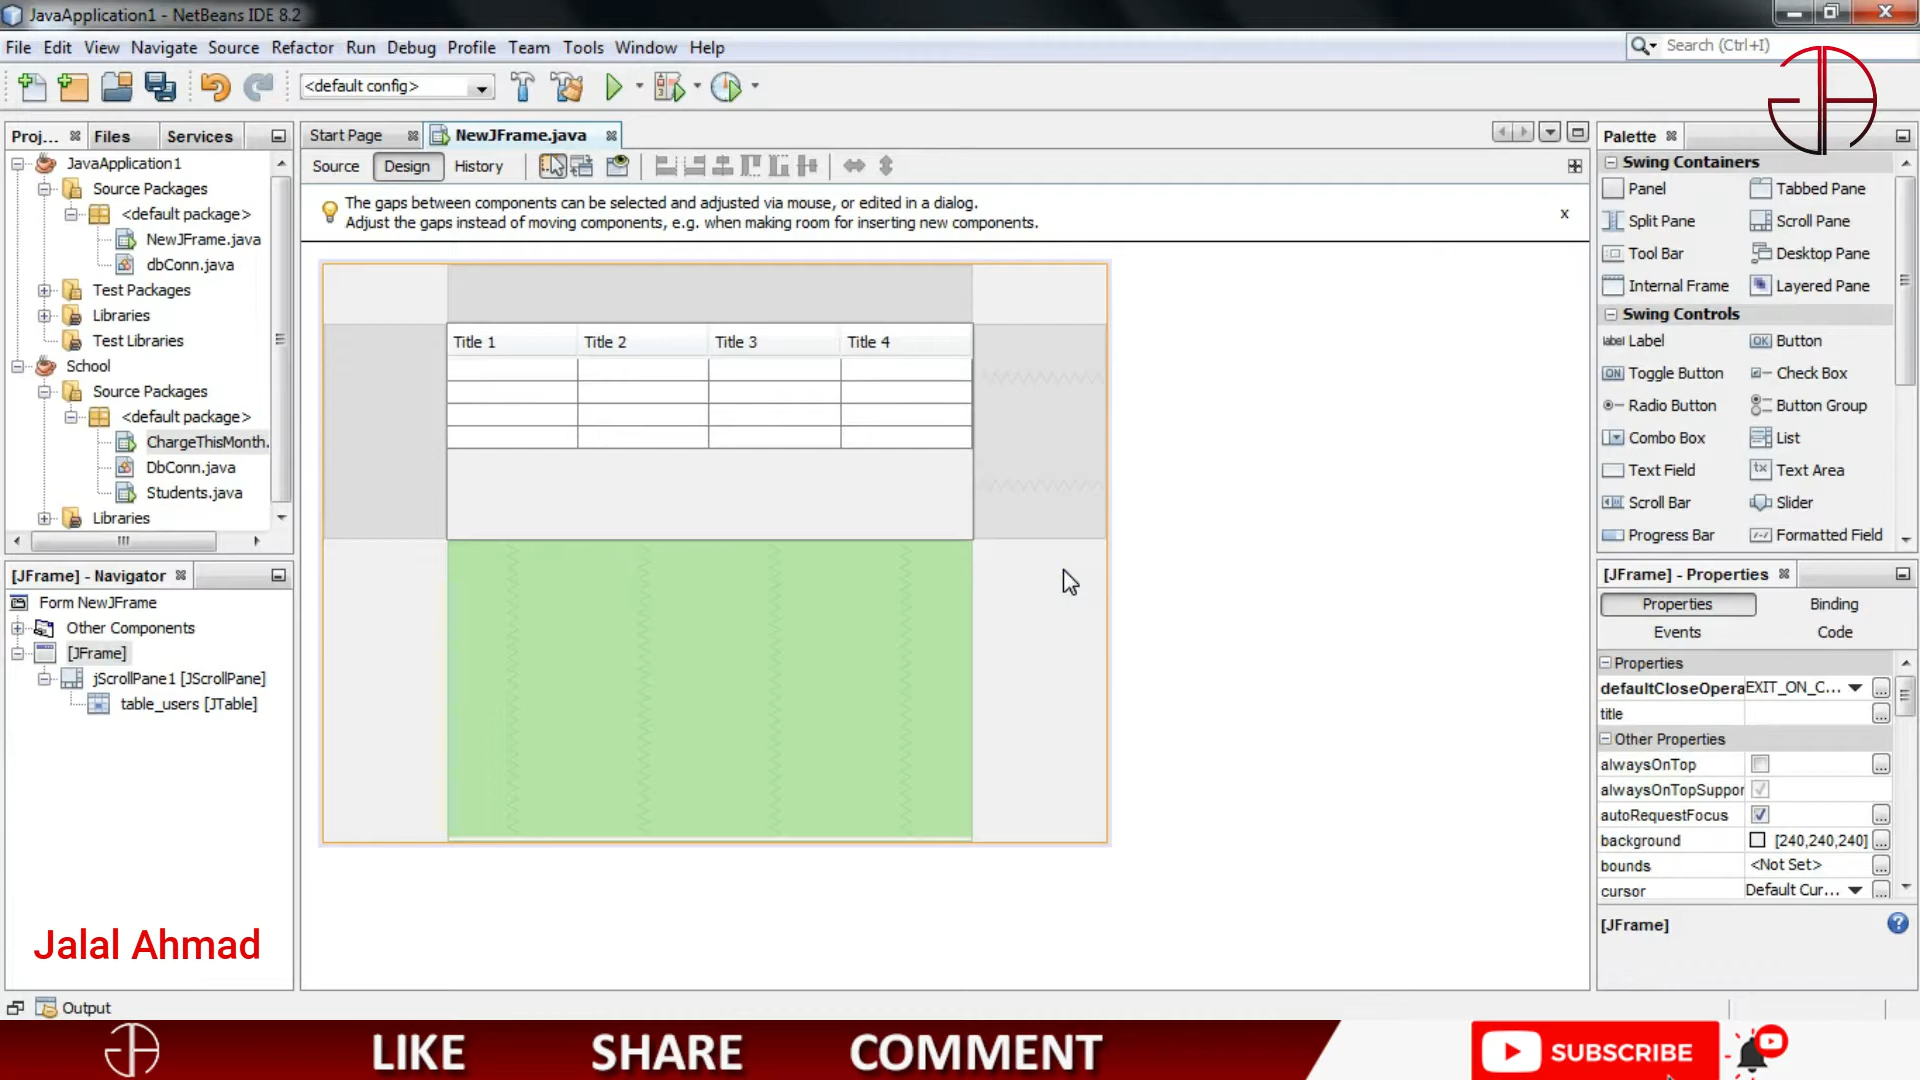 JavaApplication1 - NetBeans IDE 8.2
File Edit View Navigate Source Refactor Run Debug Profile Team Tools Window Help
Search (Ctrl+I)
<default config>
Proj... Files Services
Start Page NewJFrame.java
Palette
Source Design History
The gaps between components can be selected and adjusted via mouse, or edited in a dialog.
Adjust the gaps instead of moving components, e.g. when making room for inserting new components.
x
JavaApplication1
Source Packages
<default package>
NewJFrame.java
dbConn.java
Test Packages
Libraries
Test Libraries
School
Source Packages
<default package>
ChargeThisMonth.
DbConn.java
Students.java
Libraries
Title 1 Title 2 Title 3 Title 4
Swing Containers
Panel Tabbed Pane
Split Pane Scroll Pane
Tool Bar Desktop Pane
Internal Frame Layered Pane
Swing Controls
label Label OK Button
ON Toggle Button Check Box
Radio Button Button Group
Combo Box List
Text Field tx Text Area
Scroll Bar Slider
Progress Bar Formatted Field
[JFrame] - Navigator
Form NewJFrame
Other Components
[JFrame]
jScrollPane1 [JScrollPane]
table_users [JTable]
[JFrame] - Properties
Properties Binding
Events Code
Properties
defaultCloseOpera EXIT_ON_C... ...
title ...
Other Properties
alwaysOnTop ...
alwaysOnTopSuppor
autoRequestFocus ...
background [240,240,240] ...
bounds <Not Set> ...
cursor Default Cur... ...
[JFrame]
Jalal Ahmad
Output
LIKE SHARE COMMENT
SUBSCRIBE